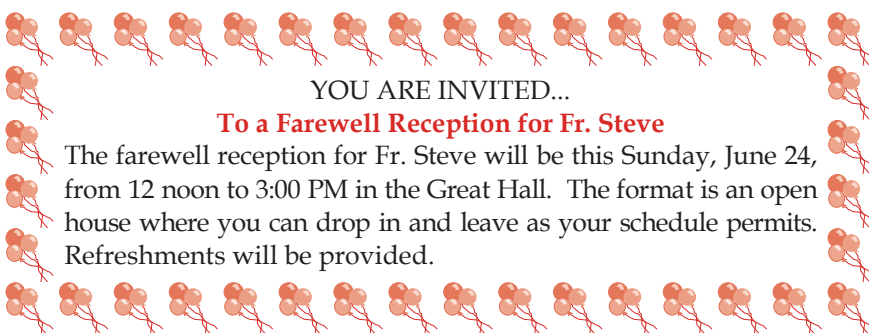 YOU ARE INVITED...
To a Farewell Reception for Fr. Steve
The farewell reception for Fr. Steve will be this Sunday, June 24,
from 12 noon to 3:00 PM in the Great Hall.  The format is an open
house where you can drop in and leave as your schedule permits.
Refreshments will be provided.